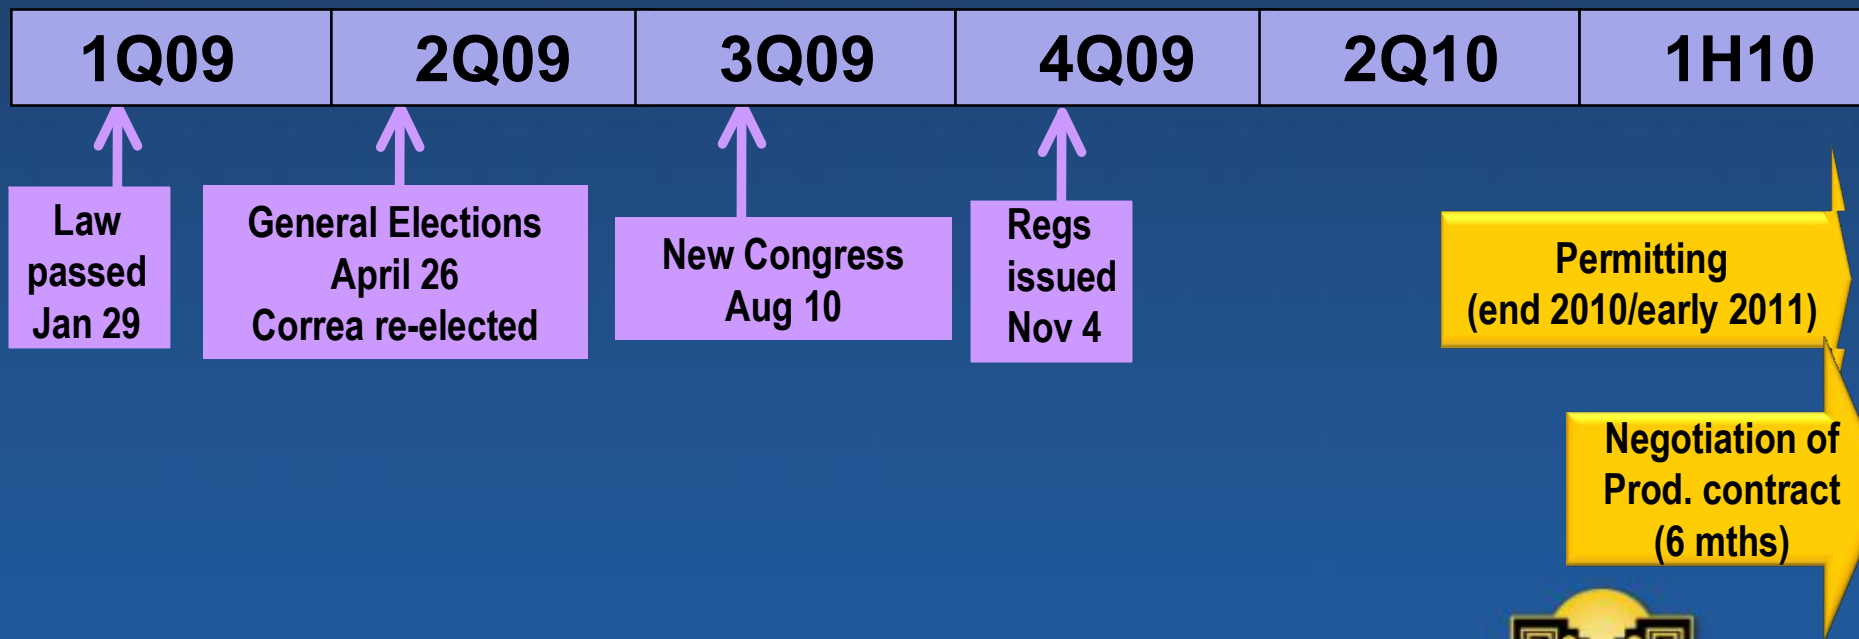 1Q09 2Q09 3Q09 4Q09 2Q10 1H10
Law
passed
Jan 29
General Elections
April 26
Correa re-elected
New Congress
Aug 10
Regs
issued
Nov 4
Permitting
(end 2010/early 2011)
Negotiation of
Prod. contract
(6 mths)